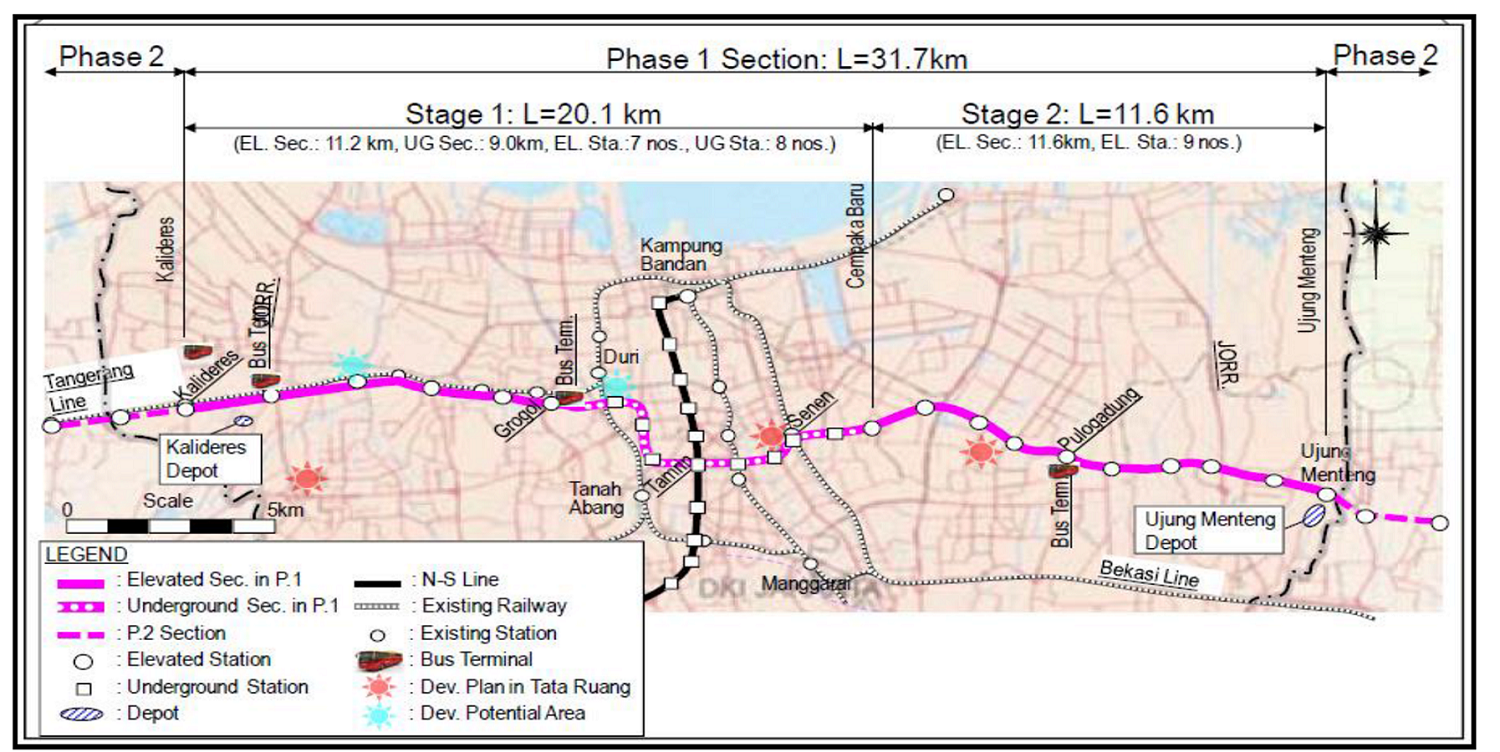 Phase 2
Phase 1 Section: L=31.7km
Phase 2
Stage 1: L=20.1 km
Stage 2: L=11.6 km
(EL. Sec.: 11.2 km, UG Sec.: 9.0km, EL. Sta.:7 nos., UG Sta.: 8 nos.)
(EL. Sec.: 11.6km, EL. Sta.: 9 nos.)
Kalideres
Cempaka Baru
Ujung Menteng
Kampung
Bandan
JORR.
Bus Term.
Bus Term.
Duri
JORR.
Tangerang
Line
Kalideres
Grogol
Senen
Pulogadung
Kalideres
Depot
Tanah
Abang
Bus Term
Ujung
Menteng
Scale
0
5km
Ujung Menteng
Depot
Manggarai
Bekasi Line
LEGEND
: Elevated Sec. in P.1
: Underground Sec. in P.1
: P.2 Section
: Elevated Station
: Underground Station
: Depot
: N-S Line
: Existing Railway
: Existing Station
: Bus Terminal
: Dev. Plan in Tata Ruang
: Dev. Potential Area